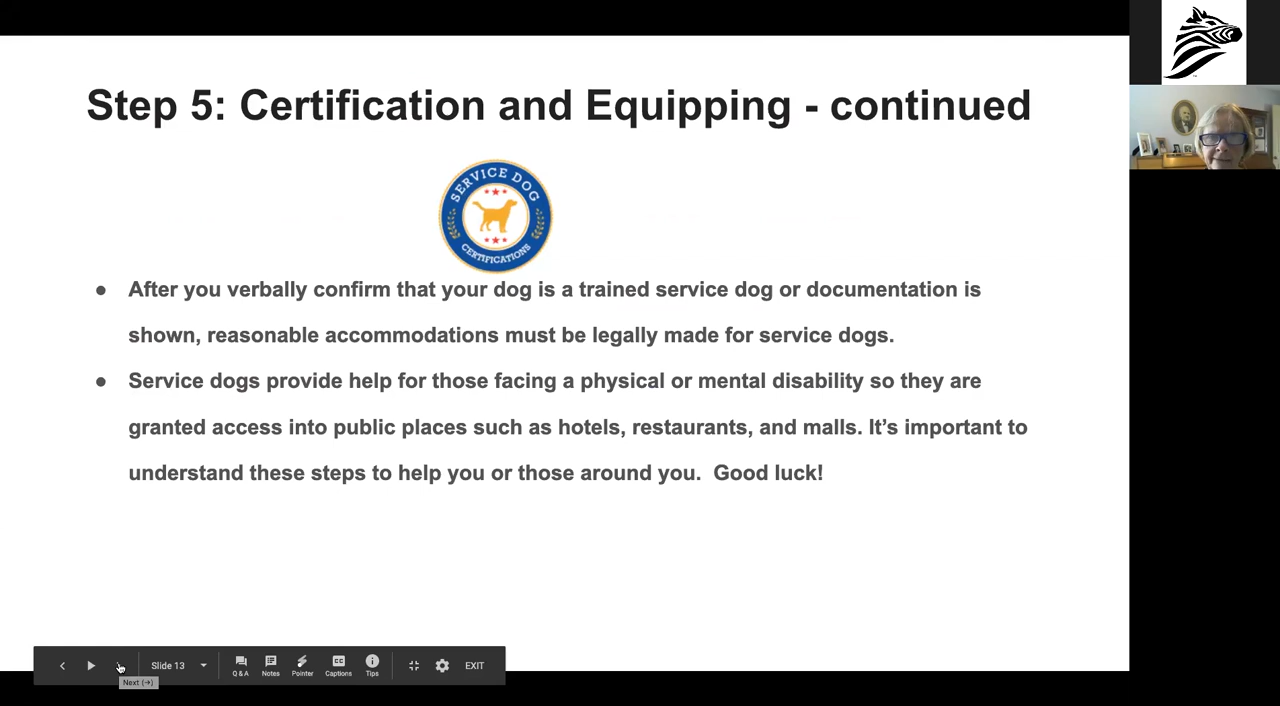 Step 5: Certification and Equipping - continued
SERVICE DOG
CERTIFICATIONS
● After you verbally confirm that your dog is a trained service dog or documentation is
shown, reasonable accommodations must be legally made for service dogs.
● Service dogs provide help for those facing a physical or mental disability so they are
granted access into public places such as hotels, restaurants, and malls. It’s important to
understand these steps to help you or those around you.  Good luck!
Slide 13
Q & A
Notes
Pointer
CC
Captions
Tips
EXIT
Next (→)